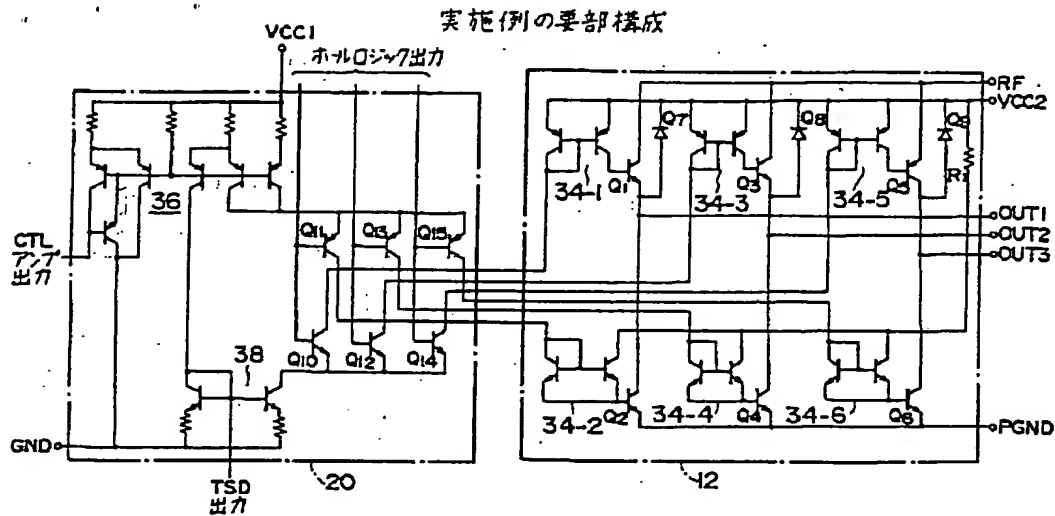 実施例の要部構成
VCC1
ホールロジック出力
RF
VCC2
Q7
Q8
Q9
Q1
Q3
Q5
R1
34-1
34-3
34-5
36
OUT1
OUT2
OUT3
CTL
アンプ
出力
Q11
Q13
Q15
Q10
Q12
Q14
38
34-2
Q2
34-4
Q4
34-6
Q6
GND
PGND
TSD
出力
20
12